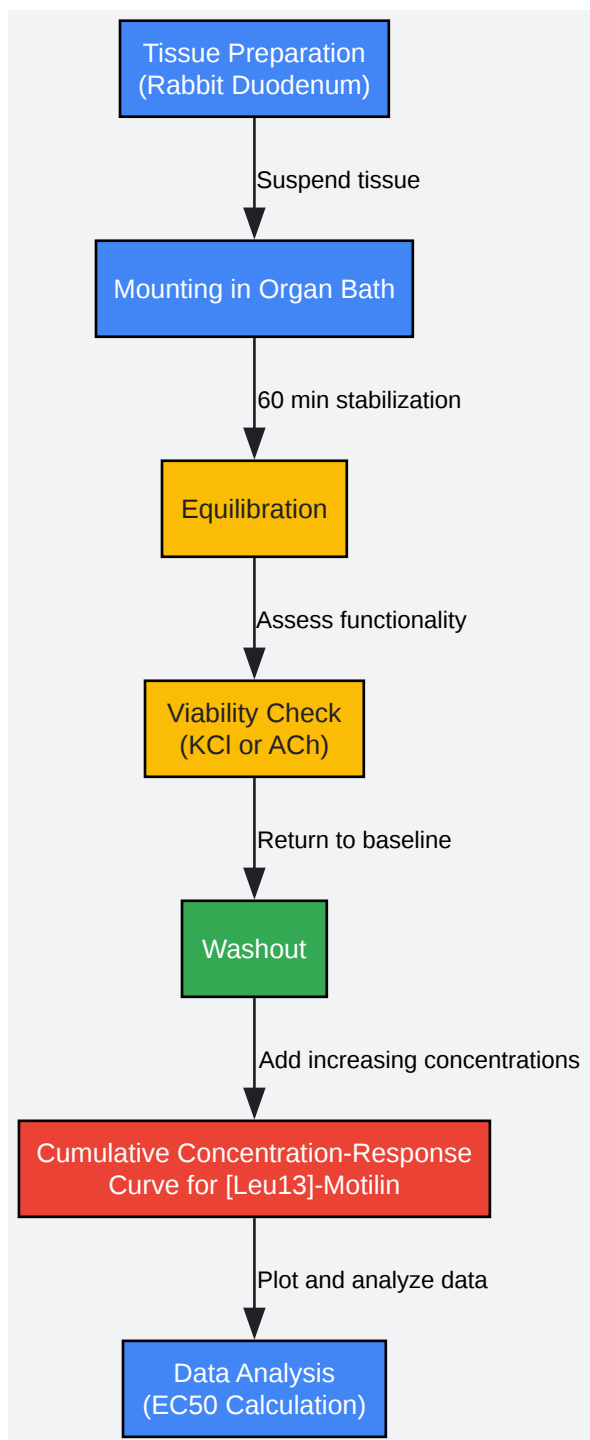 Tissue Preparation
(Rabbit Duodenum)
Suspend tissue
Mounting in Organ Bath
60 min stabilization
Equilibration
Assess functionality
Viability Check
(KCl or ACh)
Return to baseline
Washout
Add increasing concentrations
Cumulative Concentration-Response
Curve for [Leu13]-Motilin
Plot and analyze data
Data Analysis
(EC50 Calculation)